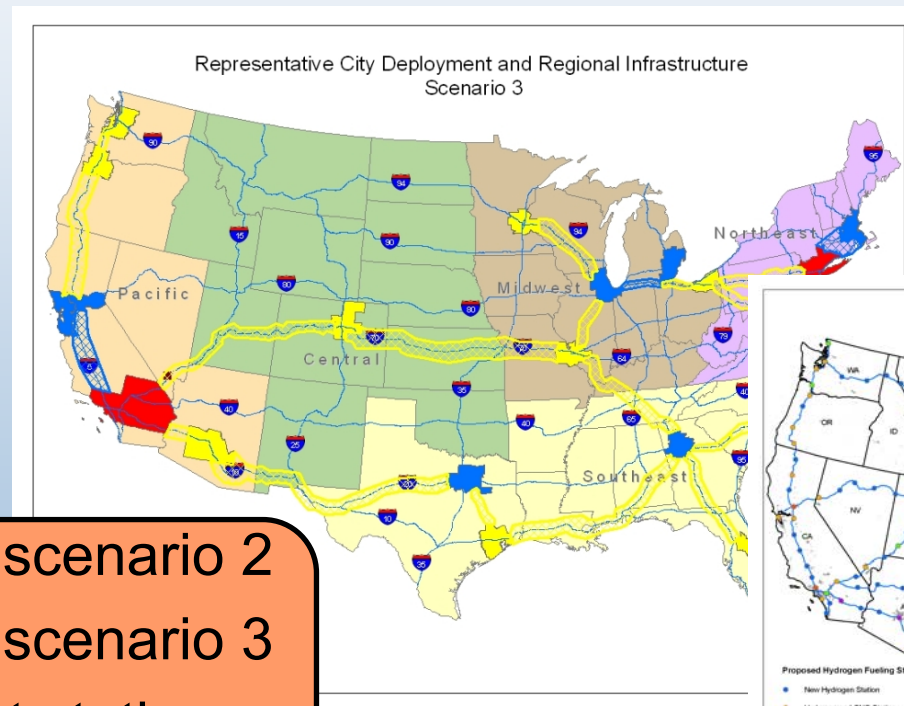 Representative City Deployment and Regional Infrastructure
Scenario 3
90
95
94
94
15
90
Northeast
Pacific
80
Midwest
80
79
70
70
64
Central
5
35
40
40
65
40
25
95
Southeast
20
10
35
scenario 2
scenario 3
WA
OR
ID
NV
CA
Proposed Hydrogen Fueling St
New Hydrogen Station